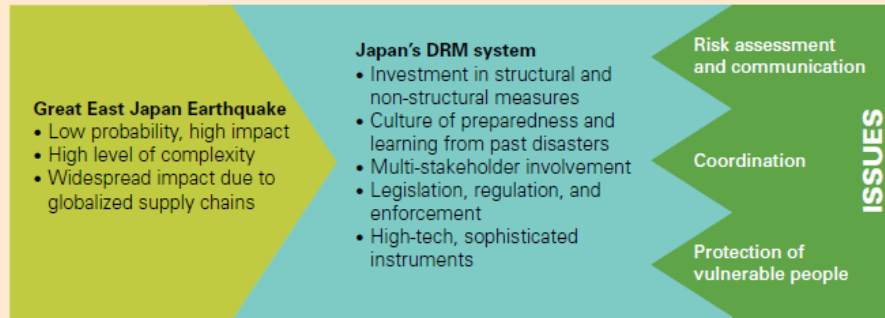 Great East Japan Earthquake
• Low probability, high impact
• High level of complexity
• Widespread impact due to
globalized supply chains
Japan's DRM system
• Investment in structural and
non-structural measures
• Culture of preparedness and
learning from past disasters
• Multi-stakeholder involvement
• Legislation, regulation, and
enforcement
• High-tech, sophisticated
instruments
Risk assessment
and communication
Coordination
Protection of
vulnerable people
ISSUES